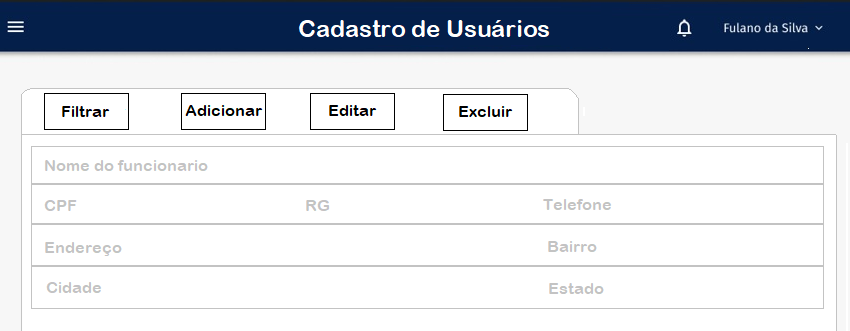 Cadastro de Usuários Fulano da Silva
Filtrar Adicionar Editar Excluir
Nome do funcionario
CPF RG Telefone
Endereço Bairro
Cidade Estado